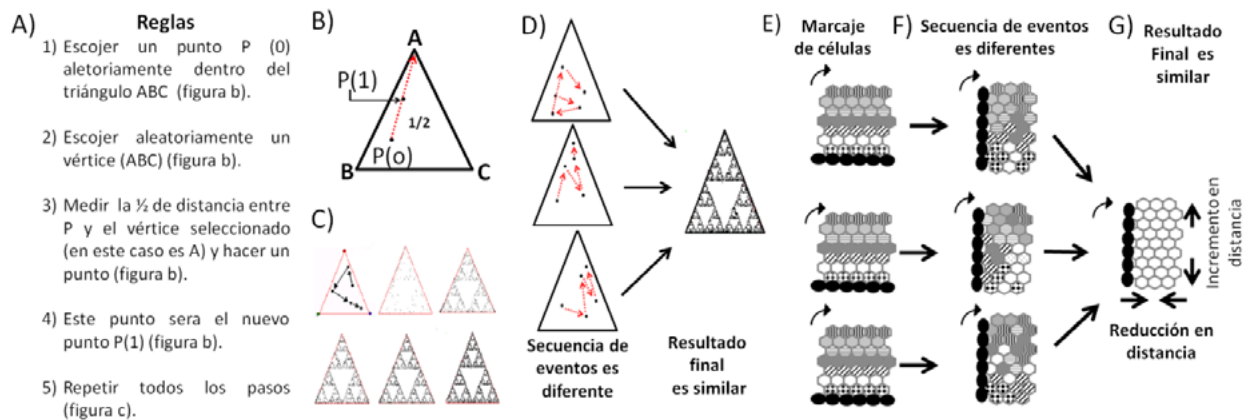 A)
Reglas
1) Escojer un punto P (0)
aletoriamente dentro del
triángulo ABC (figura b).
2) Escojer aleatoriamente un
vértice (ABC) (figura b).
3) Medir la ½ de distancia entre
P y el vértice seleccionado
(en este caso es A) y hacer un
punto (figura b).
4) Este punto sera el nuevo
punto P(1) (figura b).
5) Repetir todos los pasos
(figura c).
B)
A
P(1)
1/2
P(o)
B
C
C)
D)
Secuencia de
eventos es
diferente
Resultado
final
es similar
E)
Marcaje
de células
F)
Secuencia de eventos
es diferentes
G)
Resultado
Final es
similar
Incremento en
distancia
Reducción en
distancia